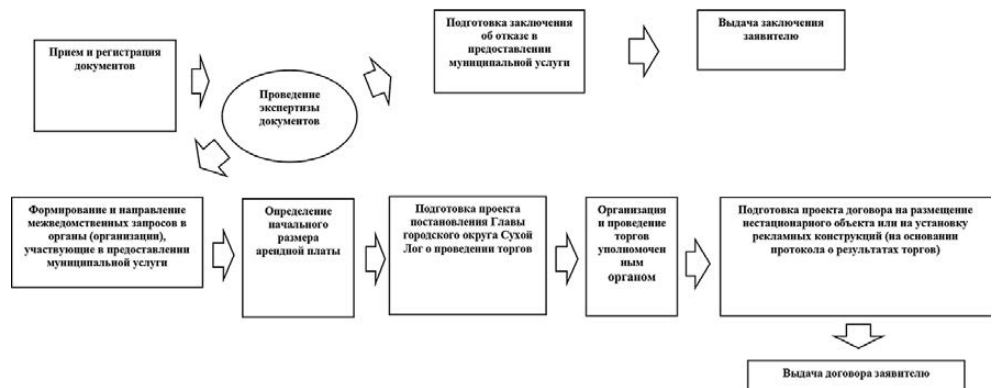 Прием и регистрация
документов
Проведение
экспертизы
документов
Подготовка заключения
об отказе в
предоставлении
муниципальной услуги
Выдача заключения
заявителю
Формирование и направление
межведомственных запросов в
органы (организации),
участвующие в предоставлении
муниципальной услуги
Определение
начального
размера
арендной платы
Подготовка проекта
постановления Главы
городского округа Сухой
Лог о проведении торгов
Организация
и проведение
торгов
уполномочен
ным
органом
Подготовка проекта договора на размещение
нестационарного объекта или на установку
рекламных конструкций (на основании
протокола о результатах торгов)
Выдача договора заявителю